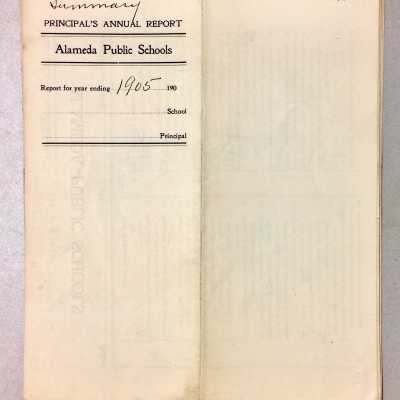 Summary
PRINCIPAL'S ANNUAL REPORT
Alameda Public Schools
Report for year ending 1905 190
School
Principal